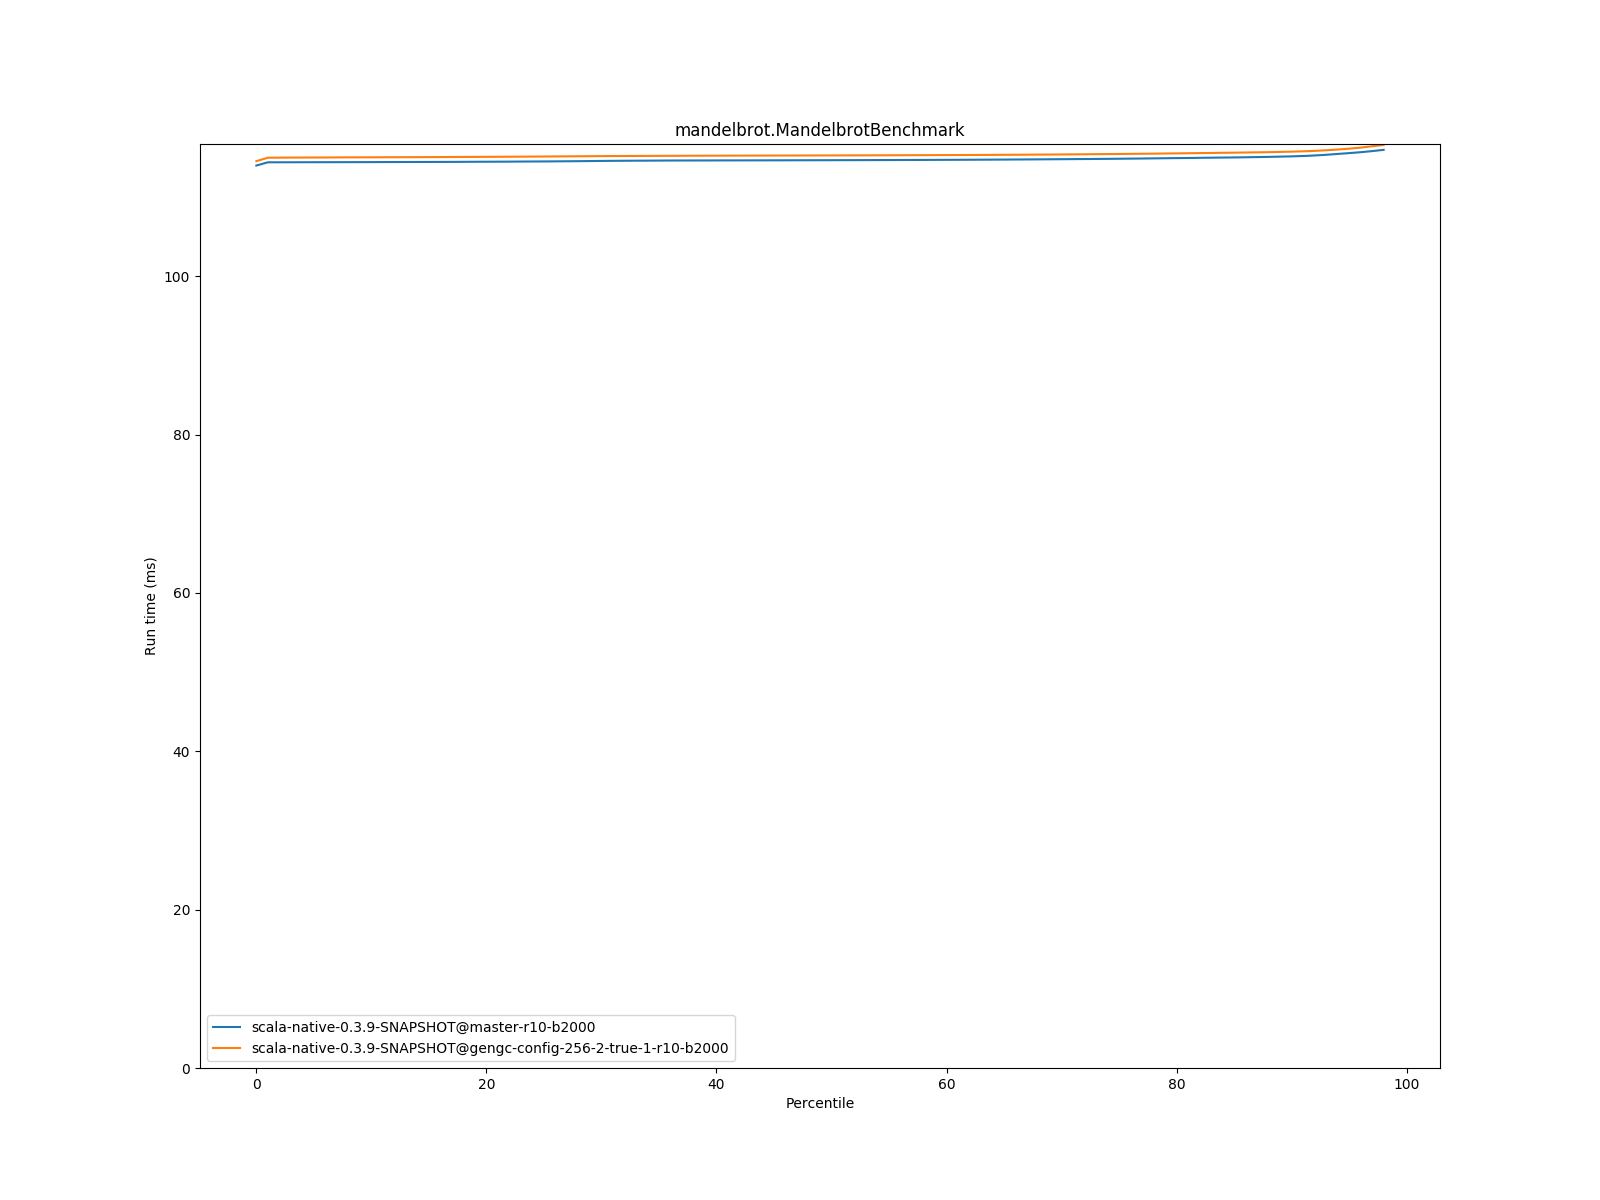 mandelbrot.MandelbrotBenchmark
100
80
60
40
20
0
Run time (ms)
scala-native-0.3.9-SNAPSHOT@master-r10-b2000
scala-native-0.3.9-SNAPSHOT@gengc-config-256-2-true-1-r10-b2000
0 20 40 60 80 100
Percentile